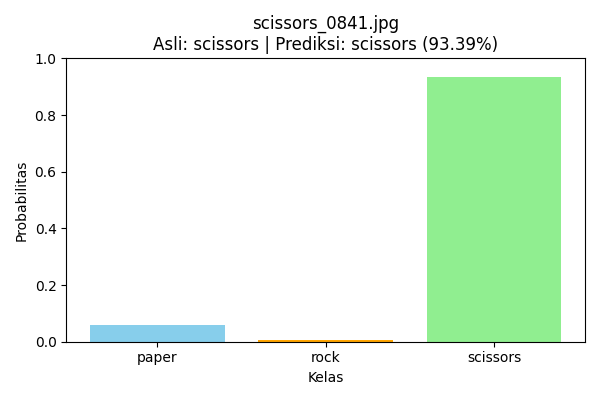 scissors_0841.jpg
Asli: scissors | Prediksi: scissors (93.39%)
Probabilitas
1.0
0.8
0.6
0.4
0.2
0.0
paper rock scissors
Kelas